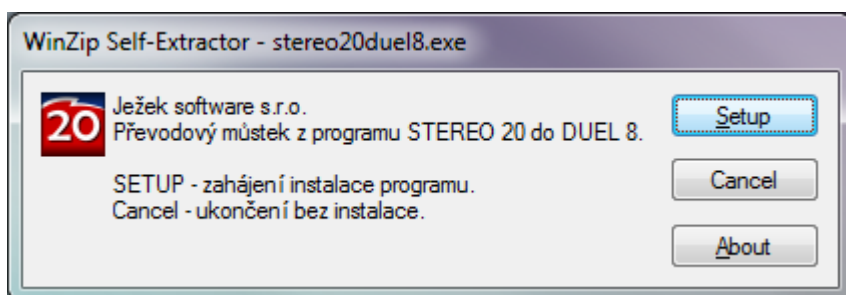 WinZip Self-Extractor - stereo20duel8.exe
20
Ježek software s.r.o.
Převodový můstek z programu STEREO 20 do DUEL 8.
SETUP - zahájení instalace programu.
Cancel - ukončení bez instalace.
Setup
Cancel
About